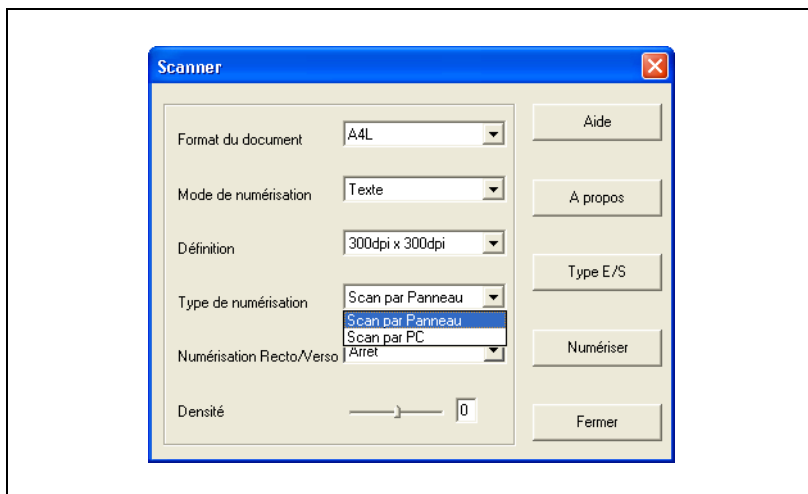 Scanner
Format du document
A4L
Aide
Mode de numérisation
Texte
A propos
Définition
300dpi x 300dpi
Type E/S
Type de numérisation
Scan par Panneau
Scan par Panneau
Scan par PC
Numérisation Recto/Verso
Arret
Numériser
Densité
0
Fermer